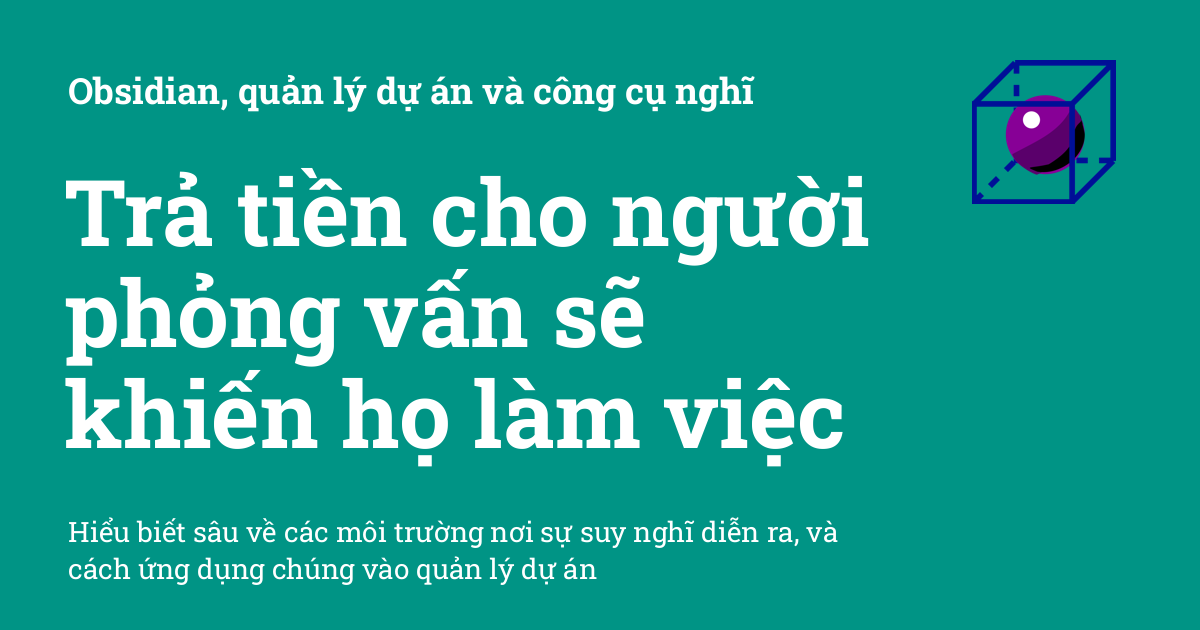 Obsidian, quản lý dự án và công cụ nghĩ
Trả tiền cho người
phỏng vấn sẽ
khiến họ làm việc
Hiểu biết sâu về các môi trường nơi sự suy nghĩ diễn ra, và
cách ứng dụng chúng vào quản lý dự án